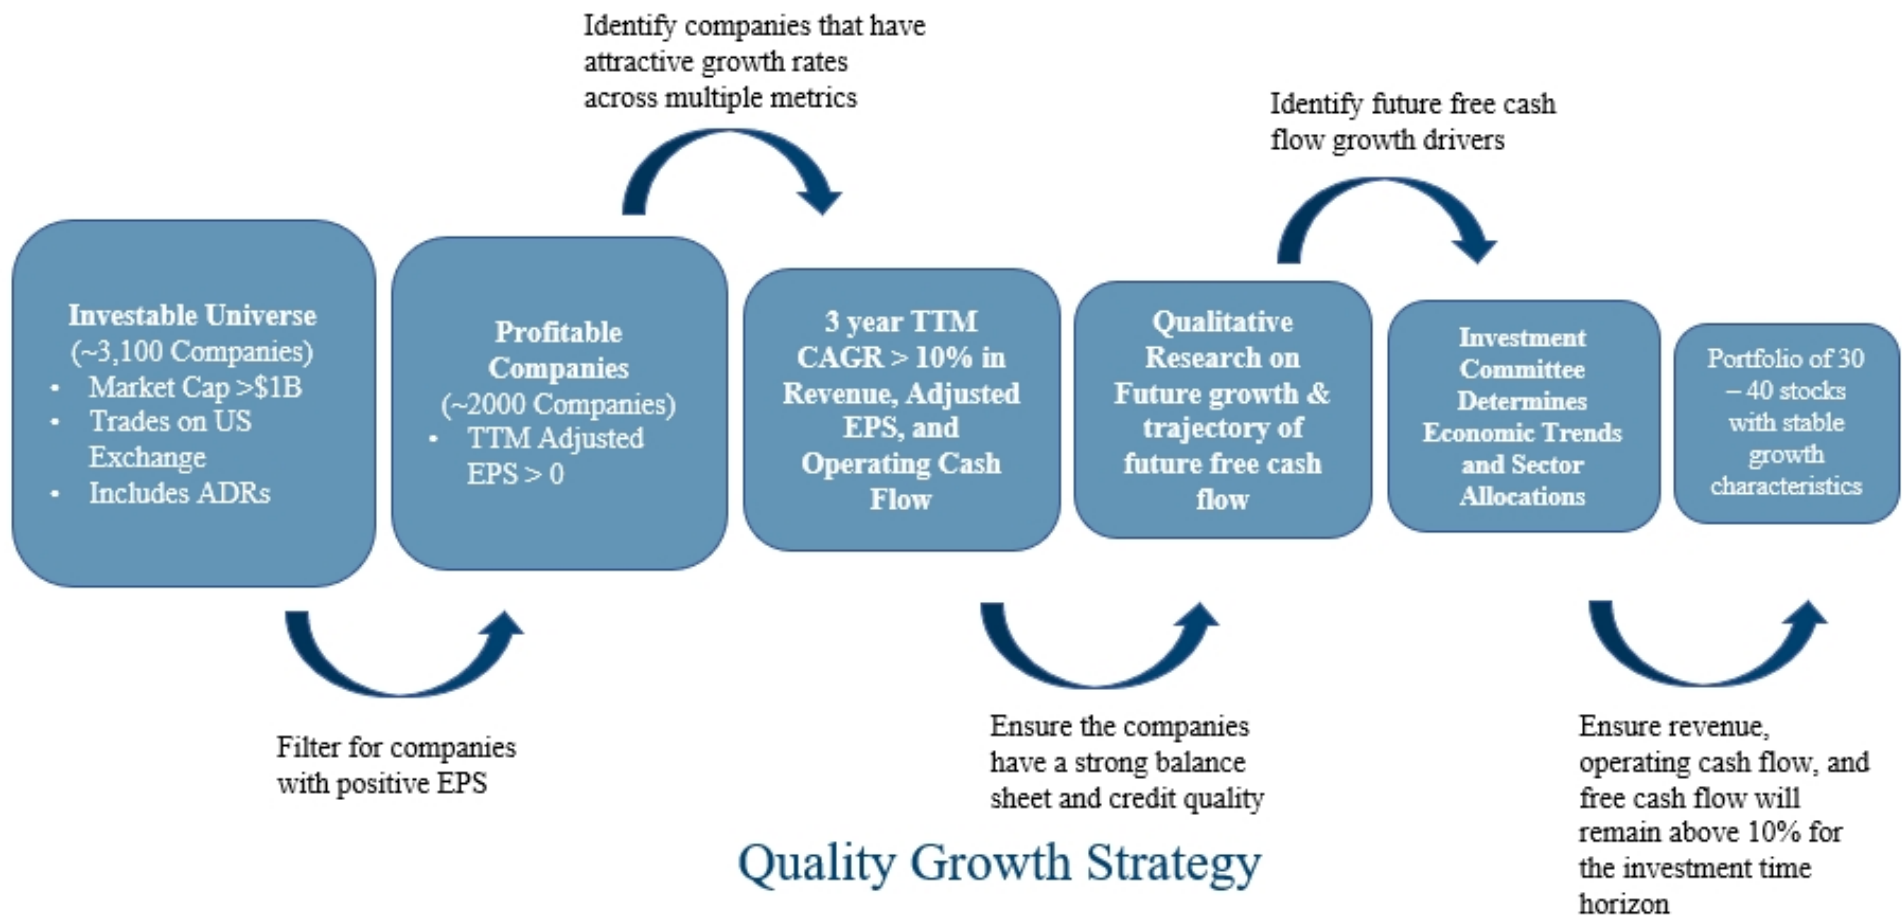 Identify companies that have
attractive growth rates
across multiple metrics
Identify future free cash
flow growth drivers
Investable Universe
(~3,100 Companies)
• Market Cap >$1B
• Trades on US
Exchange
• Includes ADRs
Profitable
Companies
(~2000 Companies)
• TTM Adjusted
EPS > 0
3 year TTM
CAGR > 10% in
Revenue, Adjusted
EPS, and
Operating Cash
Flow
Qualitative
Research on
Future growth &
trajectory of
future free cash
flow
Investment
Committee
Determines
Economic Trends
and Sector
Allocations
Portfolio of 30
– 40 stocks
with stable
growth
characteristics
Filter for companies
with positive EPS
Ensure the companies
have a strong balance
sheet and credit quality
Ensure revenue,
operating cash flow, and
free cash flow will
remain above 10% for
the investment time
horizon
Quality Growth Strategy